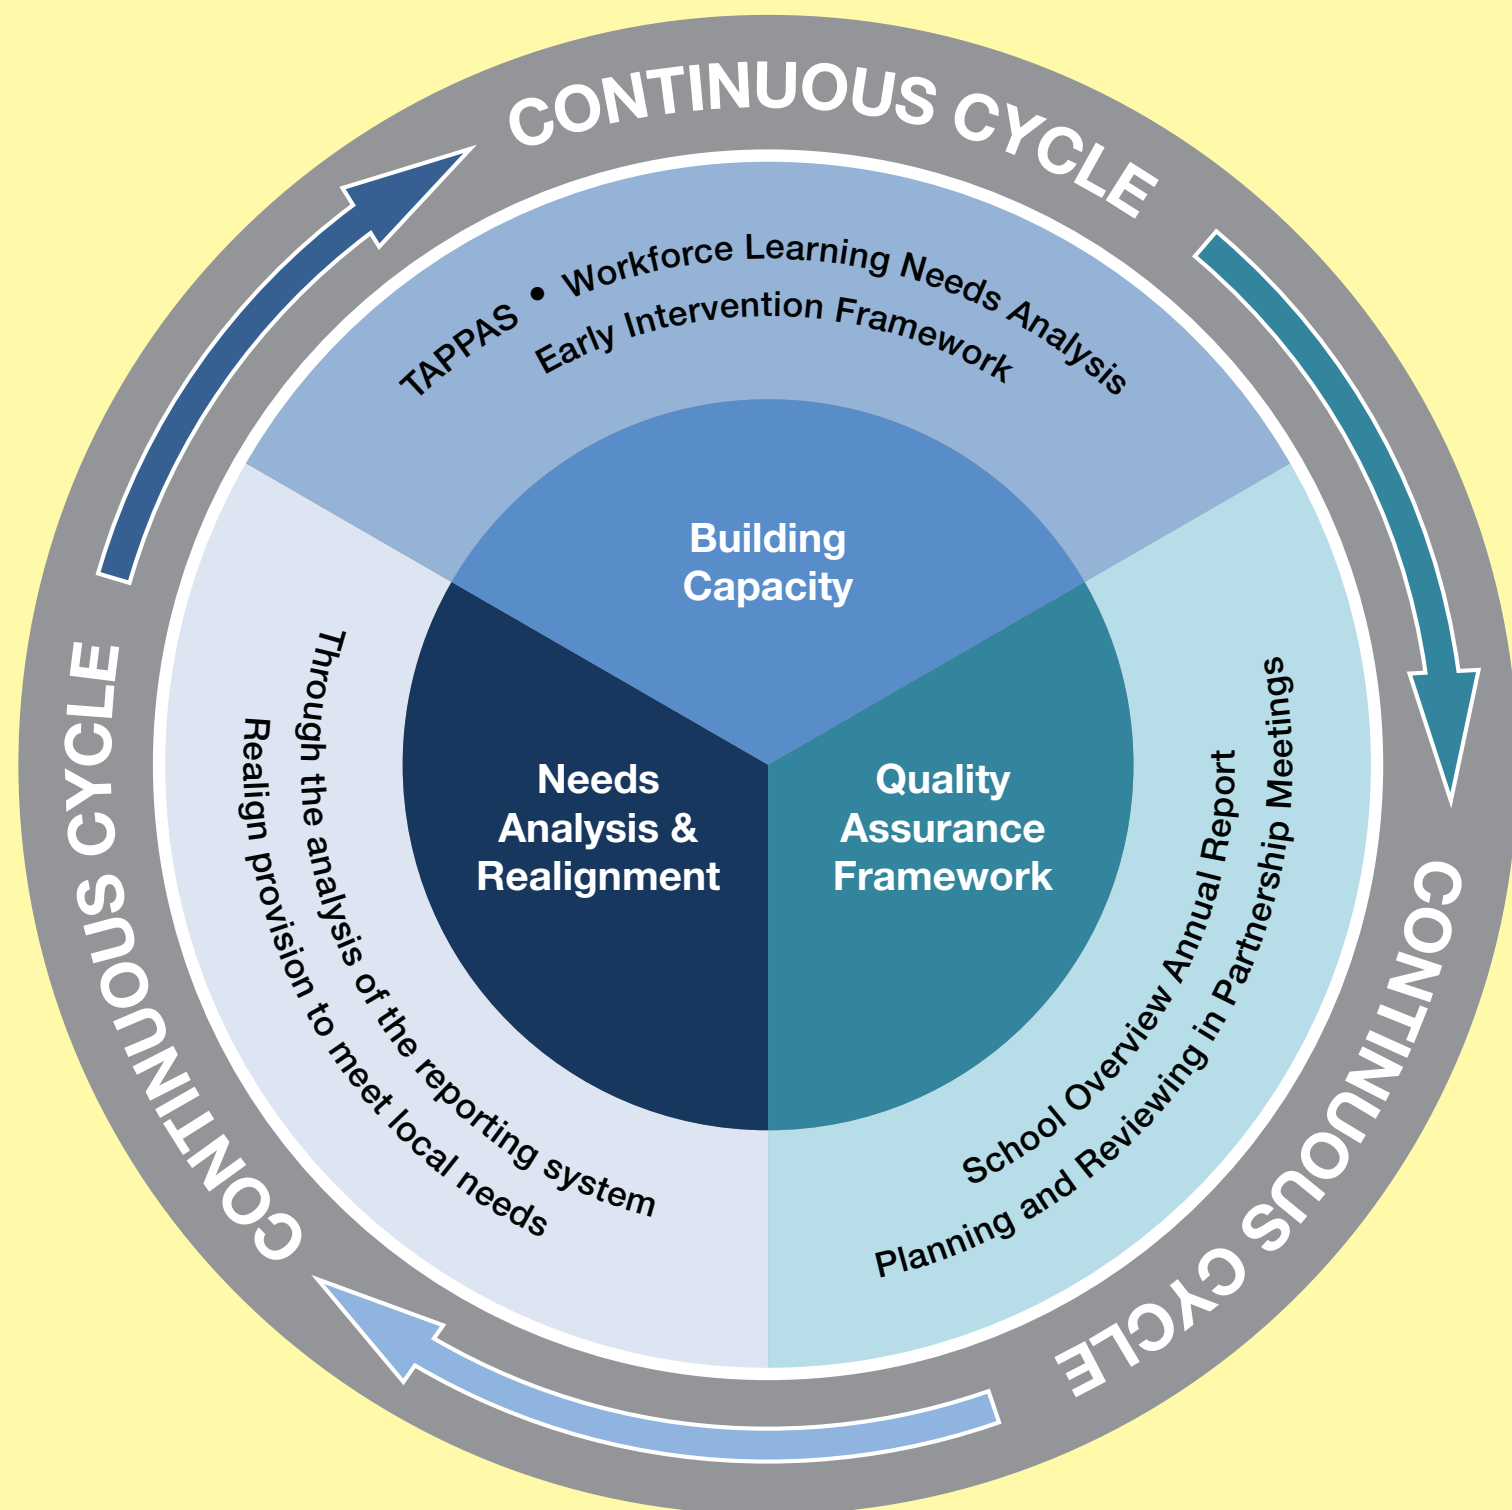 CONTINUOUS CYCLE
TAPPAS • Workforce Learning Needs Analysis
Early Intervention Framework
Building
Capacity
Quality
Assurance
Framework
School Overview Annual Report
Planning and Reviewing in Partnership Meetings
CONTINUOUS CYCLE
Needs
Analysis &
Realignment
Through the analysis of the reporting system
Realign provision to meet local needs
CONTINUOUS CYCLE